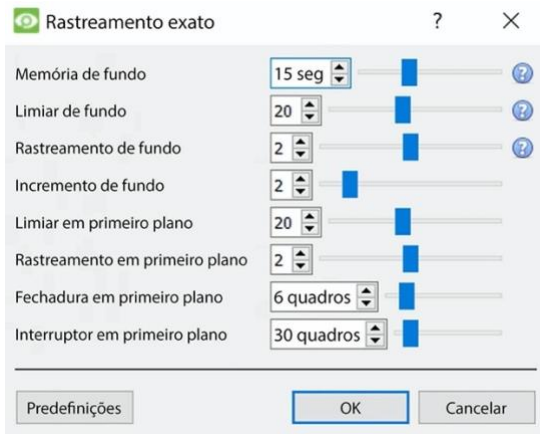 Rastreamento exato ? X
Memória de fundo 15 seg ?
Limiar de fundo 20 ?
Rastreamento de fundo 2 ?
Incremento de fundo 2
Limiar em primeiro plano 20
Rastreamento em primeiro plano 2
Fechadura em primeiro plano 6 quadros
Interruptor em primeiro plano 30 quadros
Predefinições OK Cancelar